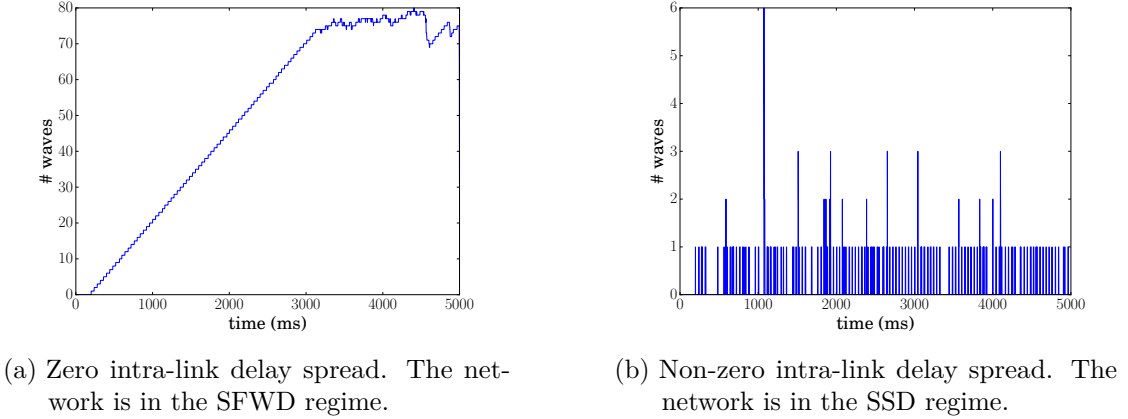 80
70
60
50
40
30
20
10
0
# waves
0 1000 2000 3000 4000 5000
time (ms)
6
5
4
3
2
1
0
# waves
0 1000 2000 3000 4000 5000
time (ms)
(a) Zero intra-link delay spread. The net-
work is in the SFWD regime.
(b) Non-zero intra-link delay spread. The
network is in the SSD regime.